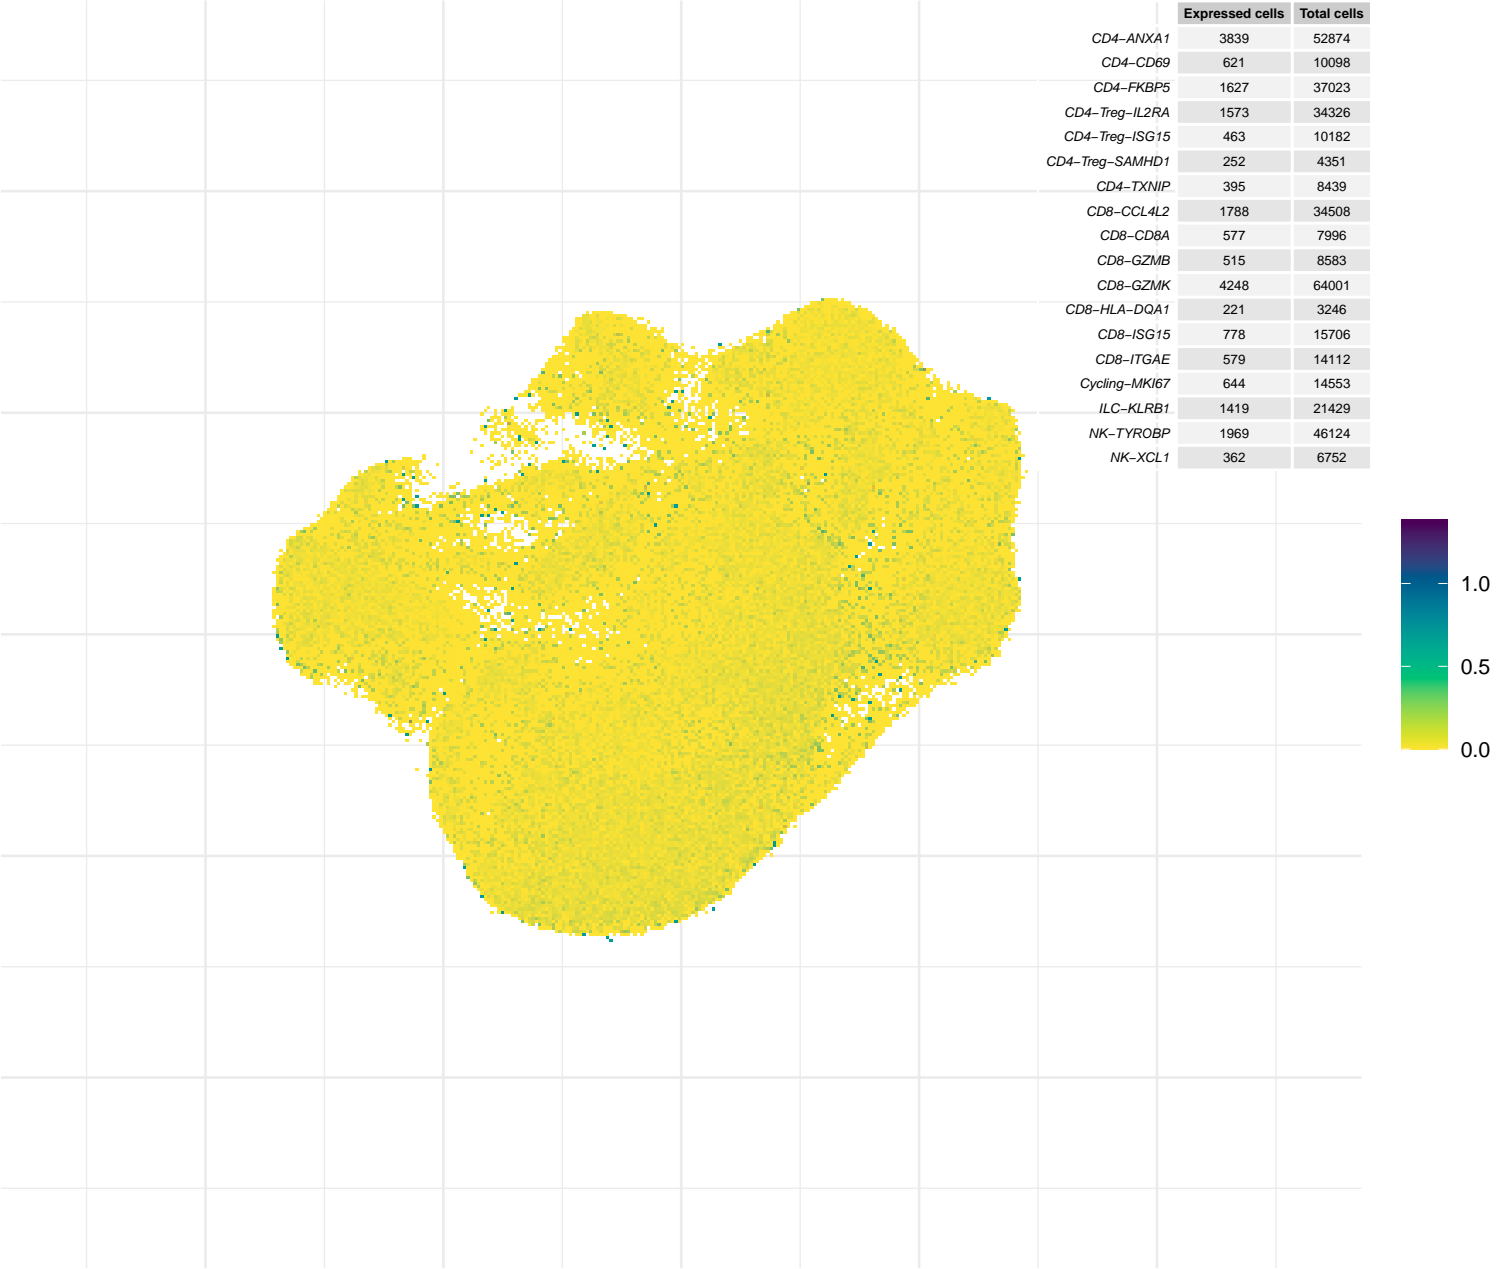 Expressed cells Total cells
CD4−ANXA1 3839 52874
CD4−CD69 621 10098
CD4−FKBP5 1627 37023
CD4−Treg−IL2RA 1573 34326
CD4−Treg−ISG15 463 10182
CD4−Treg−SAMHD1 252 4351
CD4−TXNIP 395 8439
CD8−CCL4L2 1788 34508
CD8−CD8A 577 7996
CD8−GZMB 515 8583
CD8−GZMK 4248 64001
CD8−HLA−DQA1 221 3246
CD8−ISG15 778 15706
CD8−ITGAE 579 14112
Cycling−MKI67 644 14553
ILC−KLRB1 1419 21429
NK−TYROBP 1969 46124
NK−XCL1 362 6752
1.0
0.5
0.0